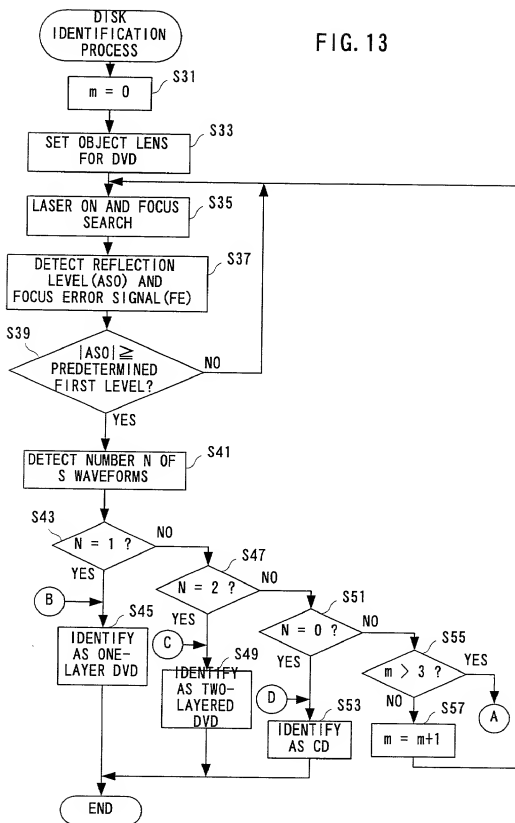 DISK
IDENTIFICATION
PROCESS
FIG. 13
S31
m = 0
S33
SET OBJECT LENS
FOR DVD
S35
LASER ON AND FOCUS
SEARCH
S37
DETECT REFLECTION
LEVEL(ASO) AND
FOCUS ERROR SIGNAL(FE)
S39
|ASO| ≧
PREDETERMINED
FIRST LEVEL?
NO
YES
S41
DETECT NUMBER N OF
S WAVEFORMS
S43
N = 1 ?
NO
YES
S47
N = 2 ?
NO
YES
S51
N = 0 ?
NO
YES
S55
m > 3 ?
YES
NO
B
S45
IDENTIFY
AS ONE-
LAYER DVD
C
S49
IDENTIFY
AS TWO-
LAYERED
DVD
D
S53
IDENTIFY
AS CD
S57
m = m+1
A
END